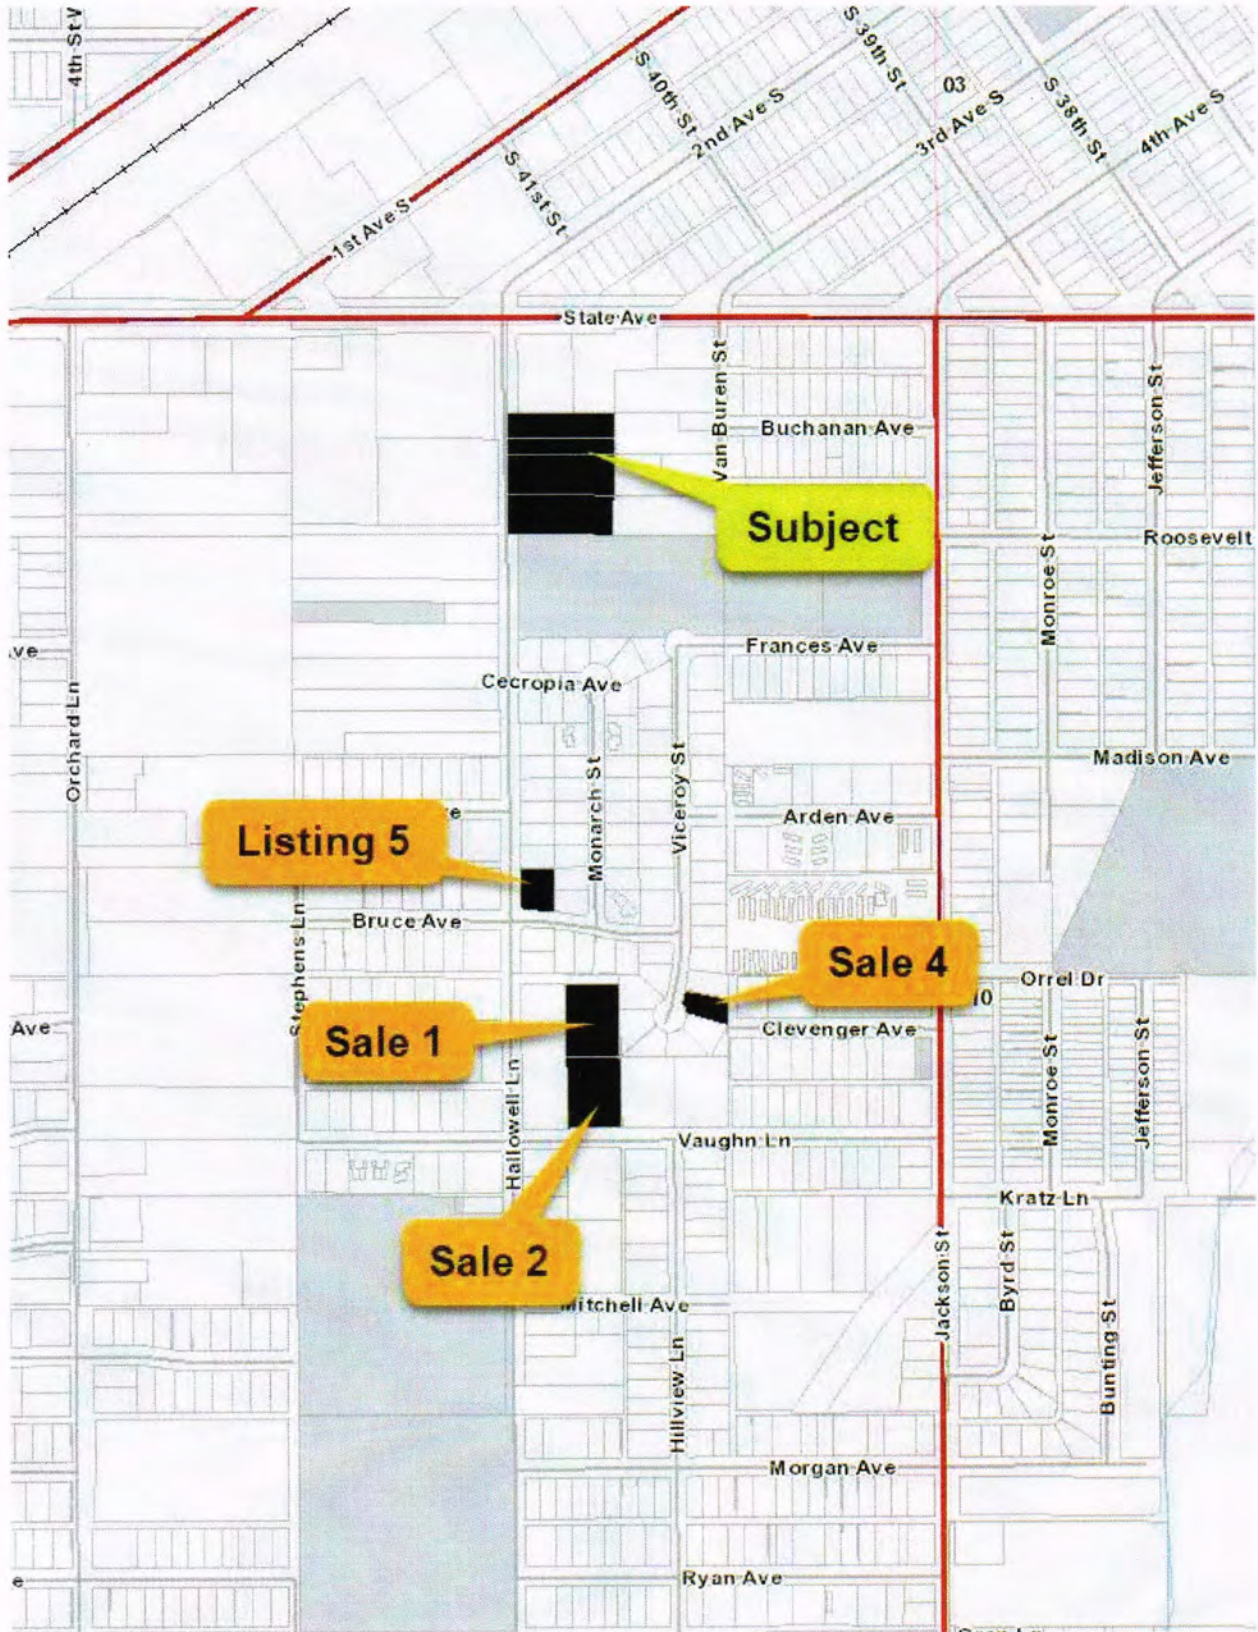 4th St W
S 40th St
S 39th St
03
S 38th St
2nd Ave S
3rd Ave S
4th Ave S
S 41st St
1st Ave S
State Ave
Van Buren St
Buchanan Ave
Jefferson St
Subject
Roosevelt
Monroe St
Frances Ave
Cecropia Ave
Orchard Ln
Viceroy St
Madison Ave
Monarch St
Arden Ave
Listing 5
Bruce Ave
Stephens Ln
Sale 4
Orrel Dr
Ave
Sale 1
Clevenger Ave
Monroe St
Jefferson St
Hallowell Ln
Vaughn Ln
Kratz Ln
Sale 2
Jackson St
Byrd St
Mitchell Ave
Bunting St
Hillview Ln
Morgan Ave
Ryan Ave